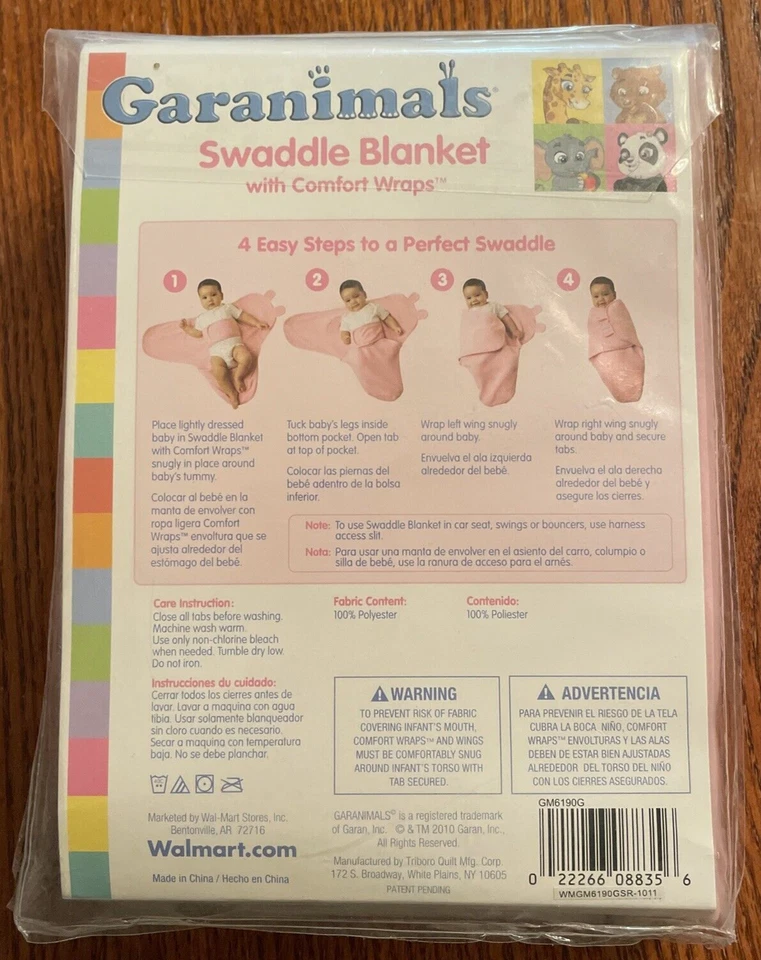 Garanimals®
Swaddle Blanket
with Comfort Wraps™
4 Easy Steps to a Perfect Swaddle
1
2
3
4
Place lightly dressed
baby in Swaddle Blanket
with Comfort Wraps™
snugly in place around
baby's tummy.
Colocar al bebé en la
manta de envolver con
ropa ligera Comfort
Wraps™ envoltura que se
ajusta alrededor del
estómago del bebé.
Tuck baby's legs inside
bottom pocket. Open tab
at top of pocket.
Colocar las piernas del
bebé adentro de la bolsa
inferior.
Wrap left wing snugly
around baby.
Envuelva el ala izquierda
alrededor del bebé.
Wrap right wing snugly
around baby and secure
tabs.
Envuelva el ala derecha
alrededor del bébé y
asegure los cierres.
Note: To use Swaddle Blanket in car seat, swings or bouncers, use harness
access slit.
Nota: Para usar una manta de envolver en el asiento del carro, columpio o
silla de bebé, use la ranura de acceso para el arnés.
Care Instruction:
Close all tabs before washing.
Machine wash warm.
Use only non-chlorine bleach
when needed. Tumble dry low.
Do not iron.
Instrucciones du cuidado:
Cerrar todos los cierres antes de
lavar. Lavar a maquina con agua
tibia. Usar solamente blanqueador
sin cloro cuando es necesario.
Secar a maquina con temperatura
baja. No se debe planchar.
Fabric Content:
100% Polyester
Contenido:
100% Poliester
WARNING
TO PREVENT RISK OF FABRIC
COVERING INFANT'S MOUTH,
COMFORT WRAPS™ AND WINGS
MUST BE COMFORTABLY SNUG
AROUND INFANT'S TORSO WITH
TAB SECURED.
ADVERTENCIA
PARA PREVENIR EL RIESGO DE LA TELA
CUBRA LA BOCA NIÑO, COMFORT
WRAPS™ ENVOLTURAS Y LAS ALAS
DEBEN DE ESTAR BIEN AJUSTADAS
ALREDEDOR DEL TORSO DEL NIÑO
CON LOS CIERRES ASEGURADOS.
Marketed by Wal-Mart Stores, Inc.
Bentonville, AR 72716
Walmart.com
Made in China / Hecho en China
GARANIMALS® is a registered trademark
of Garan, Inc. © & TM 2010 Garan, Inc.,
All Rights Reserved.
Manufactured by Triboro Quilt Mfg. Corp.
172 S. Broadway, White Plains, NY 10605
PATENT PENDING
GM6190G
0 22266 08835 6
WMGM6190GSR-1011